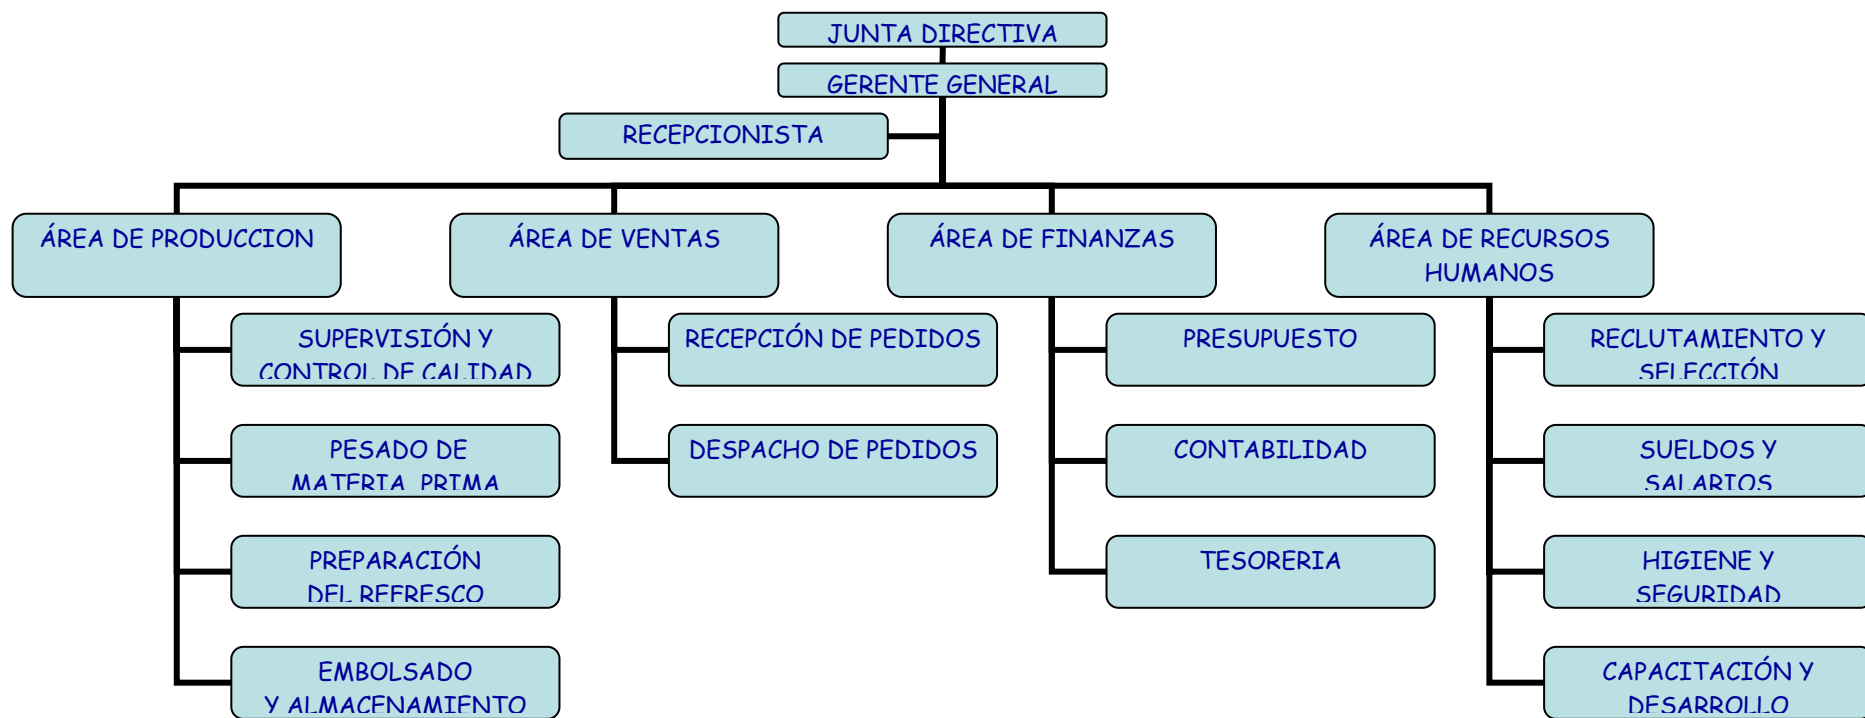 JUNTA DIRECTIVA
GERENTE GENERAL
RECEPCIONISTA
ÁREA DE PRODUCCION
ÁREA DE VENTAS
ÁREA DE FINANZAS
ÁREA DE RECURSOS
HUMANOS
SUPERVISIÓN Y
CONTROL DE CALIDAD
RECEPCIÓN DE PEDIDOS
PRESUPUESTO
RECLUTAMIENTO Y
SELECCIÓN
PESADO DE
MATERIA PRIMA
DESPACHO DE PEDIDOS
CONTABILIDAD
SUELDOS Y
SALARIOS
PREPARACIÓN
DEL REFRESCO
TESORERIA
HIGIENE Y
SEGURIDAD
EMBOLSADO
Y ALMACENAMIENTO
CAPACITACIÓN Y
DESARROLLO